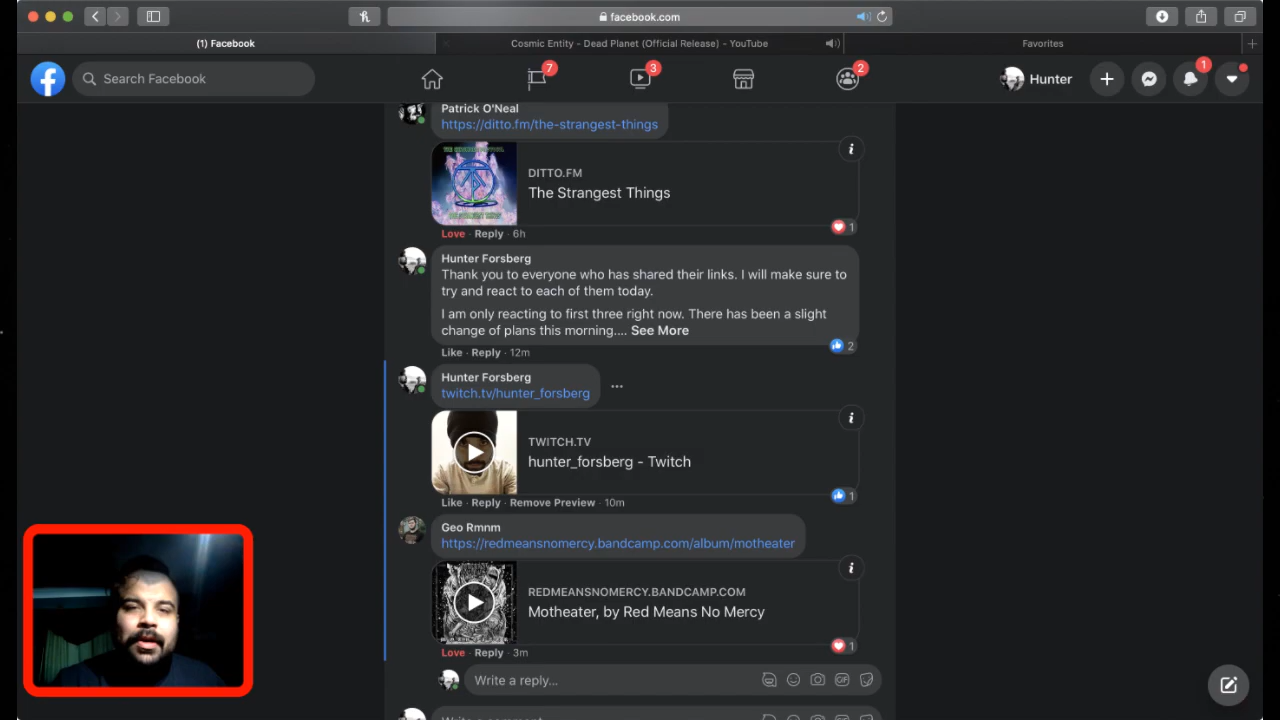 facebook.com
(1) Facebook
Cosmic Entity - Dead Planet (Official Release) – YouTube
Favorites
Search Facebook
7
3
2
Hunter
1
Patrick O'Neal
https://ditto.fm/the-strangest-things
DITTO.FM
The Strangest Things
1
Love · Reply · 6h
Hunter Forsberg
Thank you to everyone who has shared their links. I will make sure to
try and react to each of them today.
I am only reacting to first three right now. There has been a slight
change of plans this morning.... See More
2
Like · Reply · 12m
Hunter Forsberg
twitch.tv/hunter_forsberg
TWITCH.TV
hunter_forsberg - Twitch
1
Like · Reply · Remove Preview · 10m
Geo Rmnm
https://redmeansnomercy.bandcamp.com/album/motheater
REDMEANSNOMERCY.BANDCAMP.COM
Motheater, by Red Means No Mercy
1
Love · Reply · 3m
Write a reply...
GIF
Write a comment...